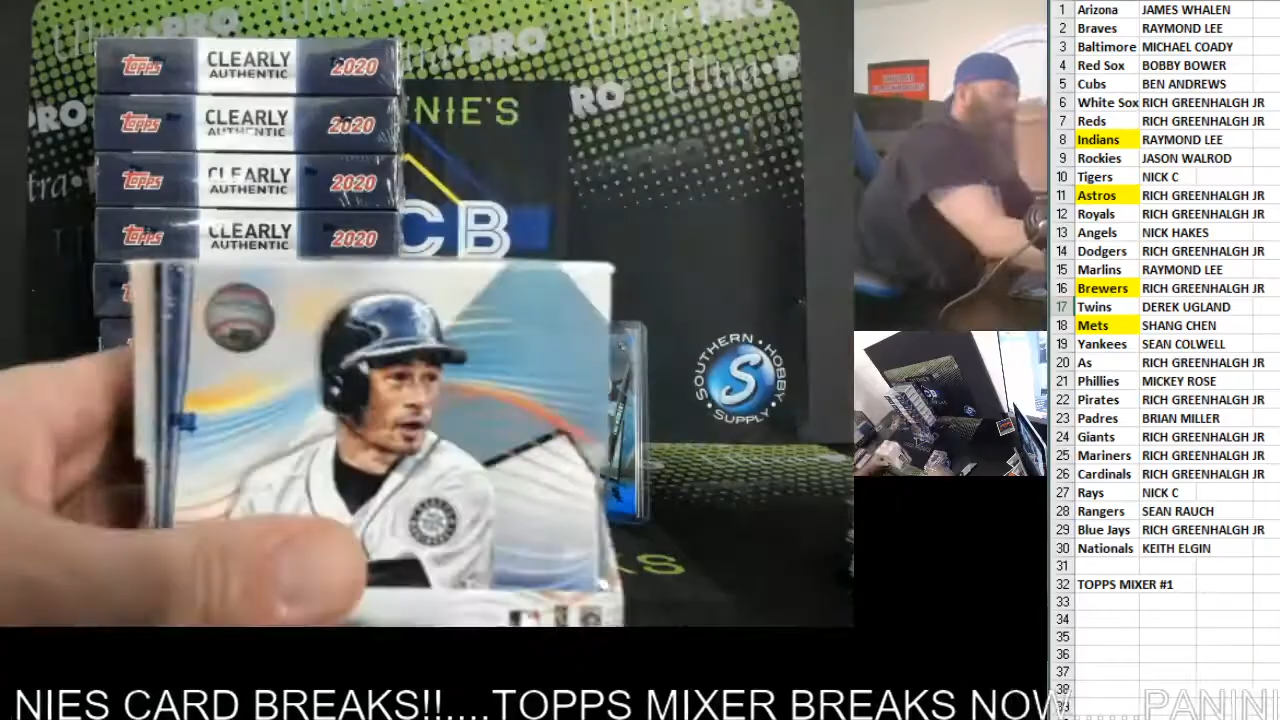 Ultra PRO
topps CLEARLY AUTHENTIC 2020
topps CLEARLY AUTHENTIC 2020
topps CLEARLY AUTHENTIC 2020
topps CLEARLY AUTHENTIC 2020
NIE'S
CB
SOUTHERN • HOBBY • SUPPLY •
S
KS
1 Arizona JAMES WHALEN
2 Braves RAYMOND LEE
3 Baltimore MICHAEL COADY
4 Red Sox BOBBY BOWER
5 Cubs BEN ANDREWS
6 White Sox RICH GREENHALGH JR
7 Reds RICH GREENHALGH JR
8 Indians RAYMOND LEE
9 Rockies JASON WALROD
10 Tigers NICK C
11 Astros RICH GREENHALGH JR
12 Royals RICH GREENHALGH JR
13 Angels NICK HAKES
14 Dodgers RICH GREENHALGH JR
15 Marlins RAYMOND LEE
16 Brewers RICH GREENHALGH JR
17 Twins DEREK UGLAND
18 Mets SHANG CHEN
19 Yankees SEAN COLWELL
20 As RICH GREENHALGH JR
21 Phillies MICKEY ROSE
22 Pirates RICH GREENHALGH JR
23 Padres BRIAN MILLER
24 Giants RICH GREENHALGH JR
25 Mariners RICH GREENHALGH JR
26 Cardinals RICH GREENHALGH JR
27 Rays NICK C
28 Rangers SEAN RAUCH
29 Blue Jays RICH GREENHALGH JR
30 Nationals KEITH ELGIN
31
32 TOPPS MIXER #1
33
34
35
36
37
38
39
NIES CARD BREAKS!!....TOPPS MIXER BREAKS NOW.......PANINI